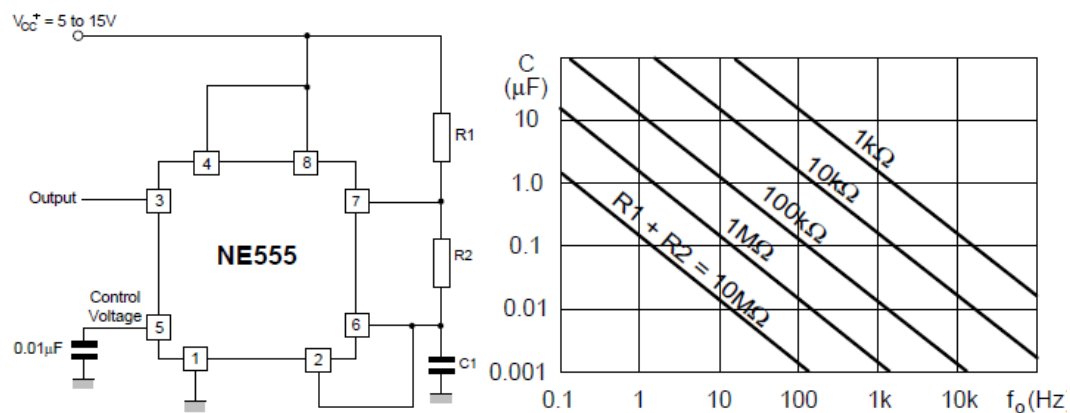 V⁺CC = 5 to 15V
R1
4
8
Output
3
7
NE555
R2
Control
Voltage
5
6
0.01μF
1
2
C1
C
(μF)
10
1.0
0.1
0.01
0.001
1kΩ
10kΩ
100kΩ
1MΩ
R1 + R2 = 10MΩ
0.1
1
10
100
1k
10k
fo(Hz)